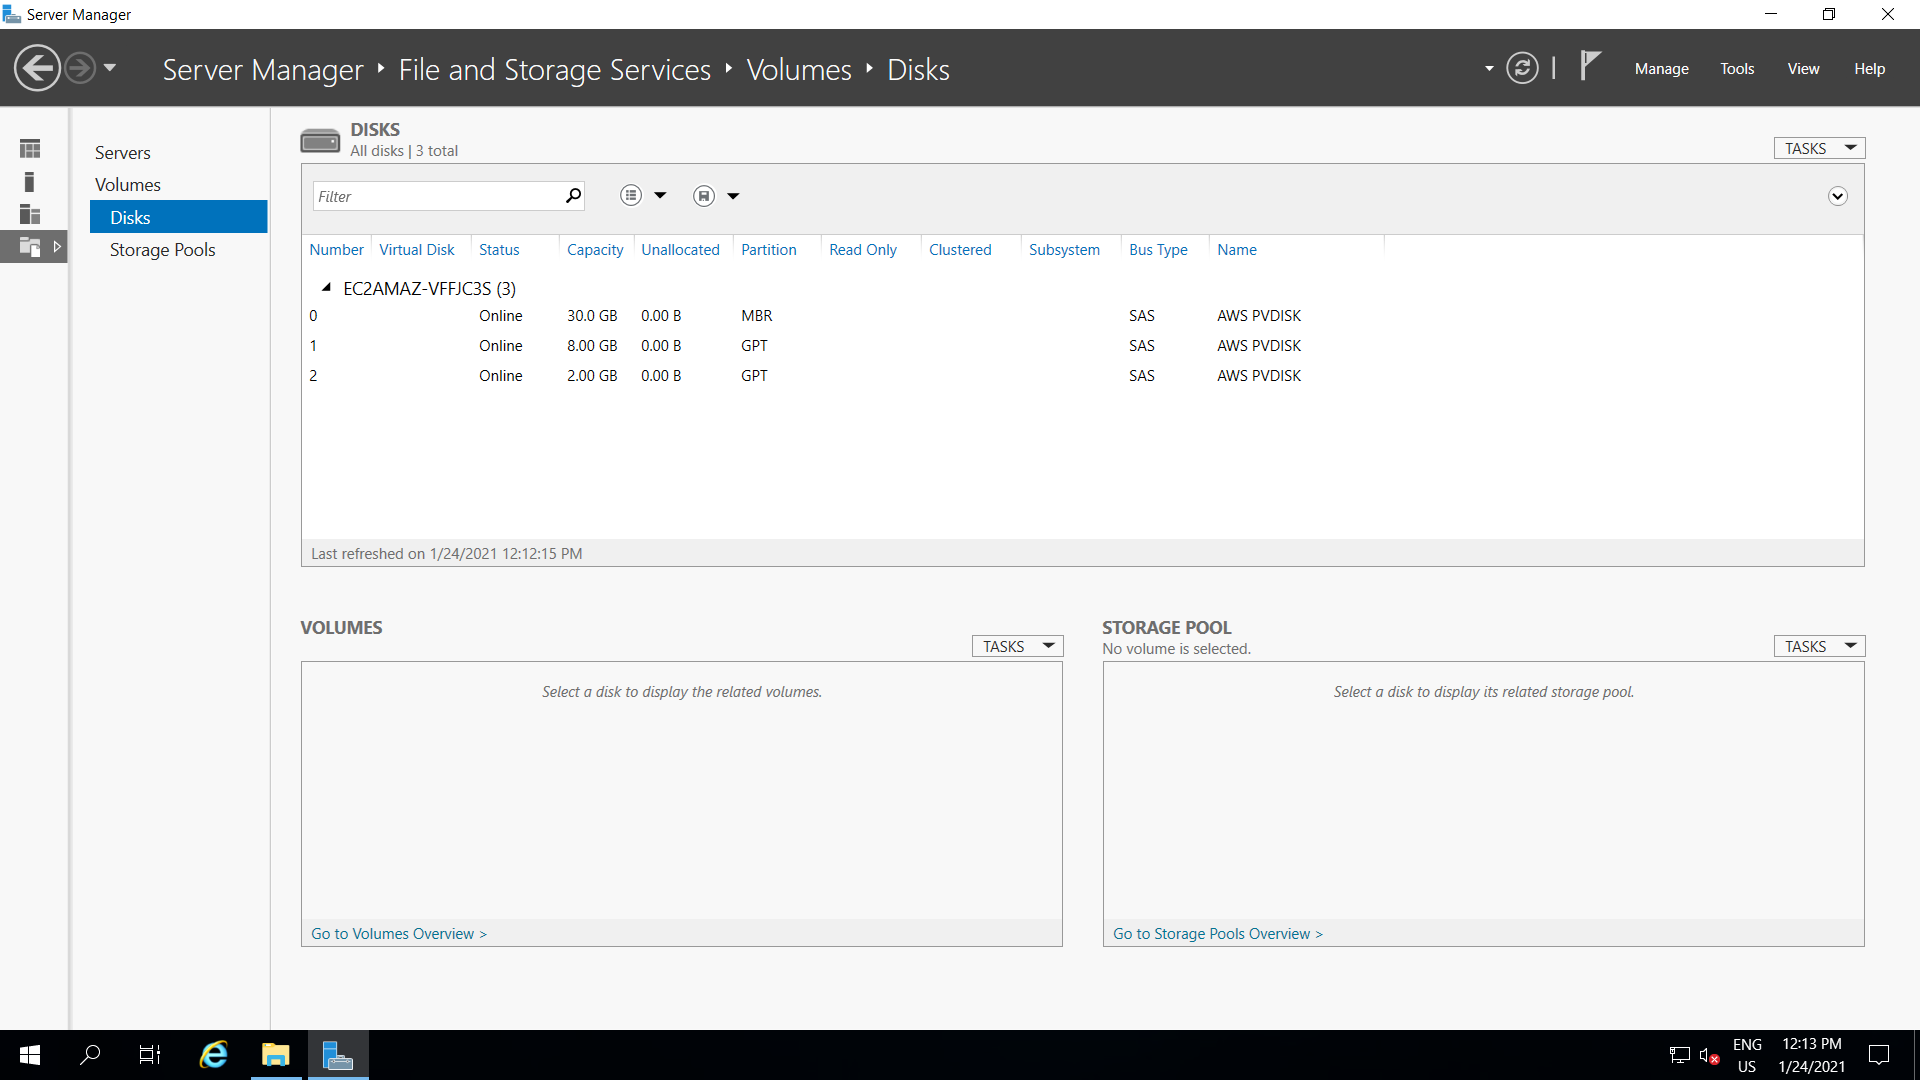 Server Manager
Server Manager ‣ File and Storage Services ‣ Volumes ‣ Disks
Manage Tools View Help
Servers
Volumes
Disks
Storage Pools
DISKS
All disks | 3 total
TASKS
Filter
Number Virtual Disk Status Capacity Unallocated Partition Read Only Clustered Subsystem Bus Type Name
EC2AMAZ-VFFJC3S (3)
0 Online 30.0 GB 0.00 B MBR SAS AWS PVDISK
1 Online 8.00 GB 0.00 B GPT SAS AWS PVDISK
2 Online 2.00 GB 0.00 B GPT SAS AWS PVDISK
Last refreshed on 1/24/2021 12:12:15 PM
VOLUMES
TASKS
Select a disk to display the related volumes.
Go to Volumes Overview >
STORAGE POOL
No volume is selected.
TASKS
Select a disk to display its related storage pool.
Go to Storage Pools Overview >
ENG
US
12:13 PM
1/24/2021